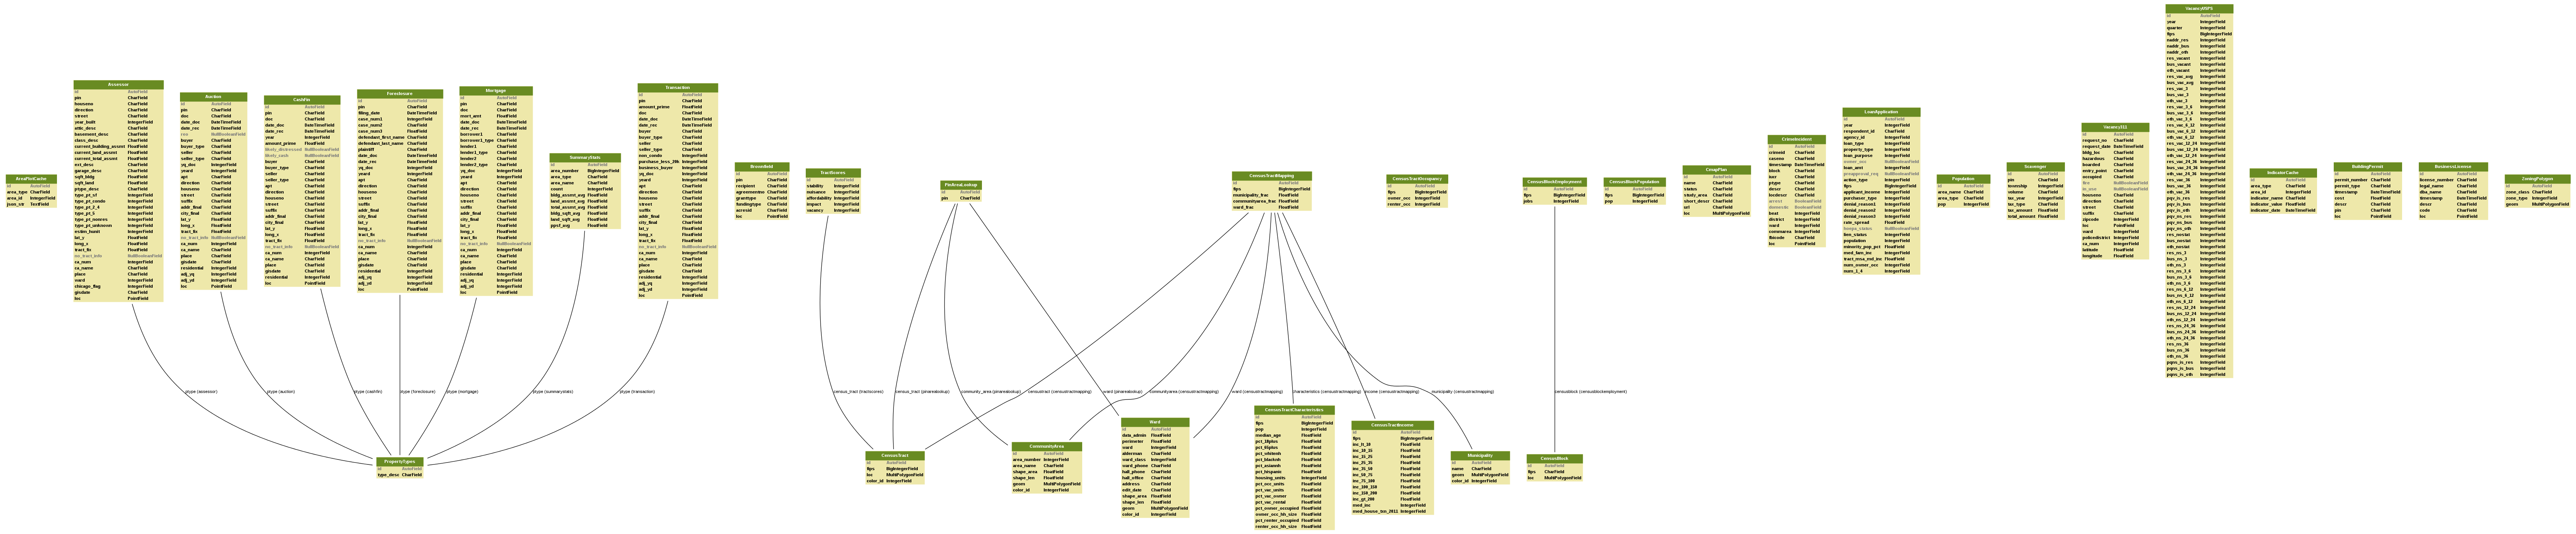 AreaPlotCache
id AutoField
area_type CharField
area_id IntegerField
json_str TextField
Assessor
id AutoField
pin CharField
houseno CharField
direction CharField
street CharField
year_built IntegerField
attic_desc CharField
basement_desc CharField
class_desc CharField
current_building_assmt FloatField
current_land_assmt FloatField
current_total_assmt FloatField
ext_desc CharField
garage_desc CharField
sqft_bldg FloatField
sqft_land FloatField
ptype_desc CharField
type_pt_sf IntegerField
type_pt_condo IntegerField
type_pt_2_4 IntegerField
type_pt_5 IntegerField
type_pt_nonres IntegerField
type_pt_unknown IntegerField
estim_hunit FloatField
lat_y FloatField
long_x FloatField
tract_fix FloatField
no_tract_info NullBooleanField
ca_num IntegerField
ca_name CharField
place CharField
ward IntegerField
chicago_flag IntegerField
gisdate CharField
loc PointField
Auction
id AutoField
pin CharField
doc CharField
date_doc DateTimeField
date_rec DateTimeField
reo NullBooleanField
buyer CharField
buyer_type CharField
seller CharField
seller_type CharField
yq_doc IntegerField
yeard IntegerField
apt CharField
direction CharField
houseno CharField
street CharField
suffix CharField
addr_final CharField
city_final CharField
lat_y FloatField
long_x FloatField
tract_fix FloatField
no_tract_info NullBooleanField
ca_num IntegerField
ca_name CharField
place CharField
gisdate CharField
residential IntegerField
adj_yq IntegerField
adj_yd IntegerField
loc PointField
CashFin
id AutoField
pin CharField
doc CharField
date_doc DateTimeField
date_rec DateTimeField
year IntegerField
amount_prime FloatField
likely_distressed NullBooleanField
likely_cash NullBooleanField
buyer CharField
buyer_type CharField
seller CharField
seller_type CharField
apt CharField
direction CharField
houseno CharField
street CharField
suffix CharField
addr_final CharField
city_final CharField
lat_y FloatField
long_x FloatField
tract_fix FloatField
no_tract_info NullBooleanField
ca_num IntegerField
ca_name CharField
place CharField
gisdate CharField
residential IntegerField
loc PointField
Foreclosure
id AutoField
pin CharField
filing_date DateTimeField
case_num1 IntegerField
case_num2 CharField
case_num3 FloatField
defendant_first_name CharField
defendant_last_name CharField
plaintiff CharField
date_doc DateTimeField
date_rec DateTimeField
yq_doc IntegerField
yeard IntegerField
apt CharField
direction CharField
houseno CharField
street CharField
suffix CharField
addr_final CharField
city_final CharField
lat_y FloatField
long_x FloatField
tract_fix FloatField
no_tract_info NullBooleanField
ca_num IntegerField
ca_name CharField
place CharField
gisdate CharField
residential IntegerField
adj_yq IntegerField
adj_yd IntegerField
loc PointField
Mortgage
id AutoField
pin CharField
doc CharField
mort_amt FloatField
date_doc DateTimeField
date_rec DateTimeField
borrower1 CharField
borrower1_type CharField
lender1 CharField
lender1_type CharField
lender2 CharField
lender2_type CharField
yq_doc IntegerField
yeard IntegerField
apt CharField
direction CharField
houseno CharField
street CharField
suffix CharField
addr_final CharField
city_final CharField
lat_y FloatField
long_x FloatField
tract_fix FloatField
no_tract_info NullBooleanField
ca_num IntegerField
ca_name CharField
place CharField
gisdate CharField
residential IntegerField
adj_yq IntegerField
adj_yd IntegerField
loc PointField
SummaryStats
id AutoField
area_number BigIntegerField
area_type CharField
area_name CharField
count IntegerField
bldg_assmt_avg FloatField
land_assmt_avg FloatField
total_assmt_avg FloatField
bldg_sqft_avg FloatField
land_sqft_avg FloatField
ppsf_avg FloatField
Transaction
id AutoField
pin CharField
amount_prime FloatField
doc CharField
date_doc DateTimeField
date_rec DateTimeField
buyer CharField
buyer_type CharField
seller CharField
seller_type CharField
non_condo IntegerField
purchase_less_20k IntegerField
business_buyer IntegerField
yq_doc IntegerField
yeard IntegerField
apt CharField
direction CharField
houseno CharField
street CharField
suffix CharField
addr_final CharField
city_final CharField
lat_y FloatField
long_x FloatField
tract_fix FloatField
no_tract_info NullBooleanField
ca_num IntegerField
ca_name CharField
place CharField
gisdate CharField
residential IntegerField
adj_yq IntegerField
adj_yd IntegerField
loc PointField
Brownfield
id AutoField
pin CharField
recipient CharField
agreementno CharField
granttype CharField
fundingtype CharField
acresid CharField
loc PointField
TractScores
id AutoField
viability IntegerField
nuisance IntegerField
affordability IntegerField
impact IntegerField
vacancy IntegerField
PinAreaLookup
id AutoField
pin CharField
CensusTractMapping
id AutoField
fips BigIntegerField
municipality_frac FloatField
communityarea_frac FloatField
ward_frac FloatField
CensusTractOccupancy
id AutoField
fips BigIntegerField
owner_occ IntegerField
renter_occ IntegerField
CensusBlockEmployment
id AutoField
fips BigIntegerField
jobs IntegerField
CensusBlockPopulation
id AutoField
fips BigIntegerField
pop IntegerField
CmapPlan
id AutoField
name CharField
status CharField
study_area CharField
short_descr CharField
url CharField
loc MultiPolygonField
CrimeIncident
id AutoField
crimeid CharField
caseno CharField
timestamp DateTimeField
block CharField
iucr CharField
ptype CharField
descr CharField
locdescr CharField
arrest BooleanField
domestic BooleanField
beat IntegerField
district IntegerField
ward IntegerField
commarea IntegerField
fbicode CharField
loc PointField
LoanApplication
id AutoField
year IntegerField
respondent_id CharField
agency_id IntegerField
loan_type IntegerField
property_type IntegerField
loan_purpose IntegerField
loan_amt IntegerField
owner_occ NullBooleanField
preapproval_req NullBooleanField
action_type IntegerField
fips BigIntegerField
applicant_income IntegerField
purchaser_type IntegerField
denial_reason1 IntegerField
denial_reason2 IntegerField
denial_reason3 IntegerField
rate_spread FloatField
hoepa_status NullBooleanField
lien_status IntegerField
population IntegerField
minority_pop_pct FloatField
med_fam_inc IntegerField
tract_msa_md_inc FloatField
num_owner_occ IntegerField
num_1_4 IntegerField
Population
id AutoField
area_name CharField
area_type CharField
pop IntegerField
Scavenger
id AutoField
pin CharField
township IntegerField
volume CharField
tax_year IntegerField
tax_type CharField
tax_amount FloatField
total_amount FloatField
Vacancy311
id AutoField
request_no CharField
request_date DateTimeField
bldg_loc CharField
hazardous CharField
boarded CharField
entry_point CharField
occupied CharField
fire NullBooleanField
in_use NullBooleanField
houseno CharField
direction CharField
street CharField
suffix CharField
zipcode IntegerField
loc PointField
ward IntegerField
policedistrict IntegerField
ca_num IntegerField
latitude FloatField
longitude FloatField
VacancyUSPS
id AutoField
year IntegerField
quarter IntegerField
fips BigIntegerField
naddr_res IntegerField
naddr_bus IntegerField
naddr_oth IntegerField
res_vacant IntegerField
bus_vacant IntegerField
oth_vacant IntegerField
res_vac_avg IntegerField
bus_vac_avg IntegerField
res_vac_3 IntegerField
bus_vac_3 IntegerField
oth_vac_3 IntegerField
res_vac_3_6 IntegerField
bus_vac_3_6 IntegerField
oth_vac_3_6 IntegerField
res_vac_6_12 IntegerField
bus_vac_6_12 IntegerField
oth_vac_6_12 IntegerField
res_vac_12_24 IntegerField
bus_vac_12_24 IntegerField
oth_vac_12_24 IntegerField
res_vac_24_36 IntegerField
bus_vac_24_36 IntegerField
oth_vac_24_36 IntegerField
res_vac_36 IntegerField
bus_vac_36 IntegerField
oth_vac_36 IntegerField
pqv_is_res IntegerField
pqv_is_bus IntegerField
pqv_is_oth IntegerField
pqv_ns_res IntegerField
pqv_ns_bus IntegerField
pqv_ns_oth IntegerField
res_nostat IntegerField
bus_nostat IntegerField
oth_nostat IntegerField
res_ns_3 IntegerField
bus_ns_3 IntegerField
oth_ns_3 IntegerField
res_ns_3_6 IntegerField
bus_ns_3_6 IntegerField
oth_ns_3_6 IntegerField
res_ns_6_12 IntegerField
bus_ns_6_12 IntegerField
oth_ns_6_12 IntegerField
res_ns_12_24 IntegerField
bus_ns_12_24 IntegerField
oth_ns_12_24 IntegerField
res_ns_24_36 IntegerField
bus_ns_24_36 IntegerField
oth_ns_24_36 IntegerField
res_ns_36 IntegerField
bus_ns_36 IntegerField
oth_ns_36 IntegerField
pqns_is_res IntegerField
pqns_is_bus IntegerField
pqns_is_oth IntegerField
IndicatorCache
id AutoField
area_type CharField
area_id IntegerField
indicator_name CharField
indicator_value FloatField
indicator_date DateTimeField
BuildingPermit
id AutoField
permit_number CharField
permit_type CharField
timestamp DateTimeField
cost FloatField
descr CharField
pin CharField
loc PointField
BusinessLicense
id AutoField
license_number CharField
legal_name CharField
dba_name CharField
timestamp DateTimeField
desc CharField
code CharField
loc PointField
ZoningPolygon
id AutoField
zone_class CharField
zone_type IntegerField
geom MultiPolygonField
ptype (assessor)
ptype (auction)
ptype (cashfin)
ptype (foreclosure)
ptype (mortgage)
ptype (summarystats)
ptype (transaction)
census_tract (tractscores)
census_tract (pinarealookup)
community_area (pinarealookup)
censustract (censustractmapping)
ward (pinarealookup)
communityarea (censustractmapping)
ward (censustractmapping)
characteristics (censustractmapping)
income (censustractmapping)
municipality (censustractmapping)
censusblock (censusblockemployment)
PropertyTypes
id AutoField
type_desc CharField
CensusTract
id AutoField
fips BigIntegerField
loc MultiPolygonField
color_id IntegerField
CommunityArea
id AutoField
area_number IntegerField
area_name CharField
shape_area FloatField
shape_len FloatField
geom MultiPolygonField
color_id IntegerField
Ward
id AutoField
data_admin FloatField
perimeter FloatField
ward IntegerField
alderman CharField
ward_class CharField
ward_phone CharField
hall_phone CharField
hall_office CharField
address CharField
edit_date CharField
shape_area FloatField
shape_len FloatField
geom MultiPolygonField
color_id IntegerField
CensusTractCharacteristics
id AutoField
fips BigIntegerField
pop IntegerField
median_age FloatField
pct_18plus FloatField
pct_65plus FloatField
pct_whitenh FloatField
pct_blacknh FloatField
pct_asiannh FloatField
pct_hispanic FloatField
housing_units IntegerField
pct_occ_units FloatField
pct_vac_units FloatField
pct_vac_owner FloatField
pct_vac_rental FloatField
pct_owner_occupied FloatField
owner_occ_hh_size FloatField
pct_renter_occupied FloatField
renter_occ_hh_size FloatField
CensusTractIncome
id AutoField
fips BigIntegerField
inc_lt_10 FloatField
inc_10_15 FloatField
inc_15_25 FloatField
inc_25_35 FloatField
inc_35_50 FloatField
inc_50_75 FloatField
inc_75_100 FloatField
inc_100_150 FloatField
inc_150_200 FloatField
inc_gt_200 FloatField
med_inc IntegerField
med_house_inc_2011 IntegerField
Municipality
id AutoField
name CharField
geom MultiPolygonField
color_id IntegerField
CensusBlock
id AutoField
fips CharField
loc MultiPolygonField